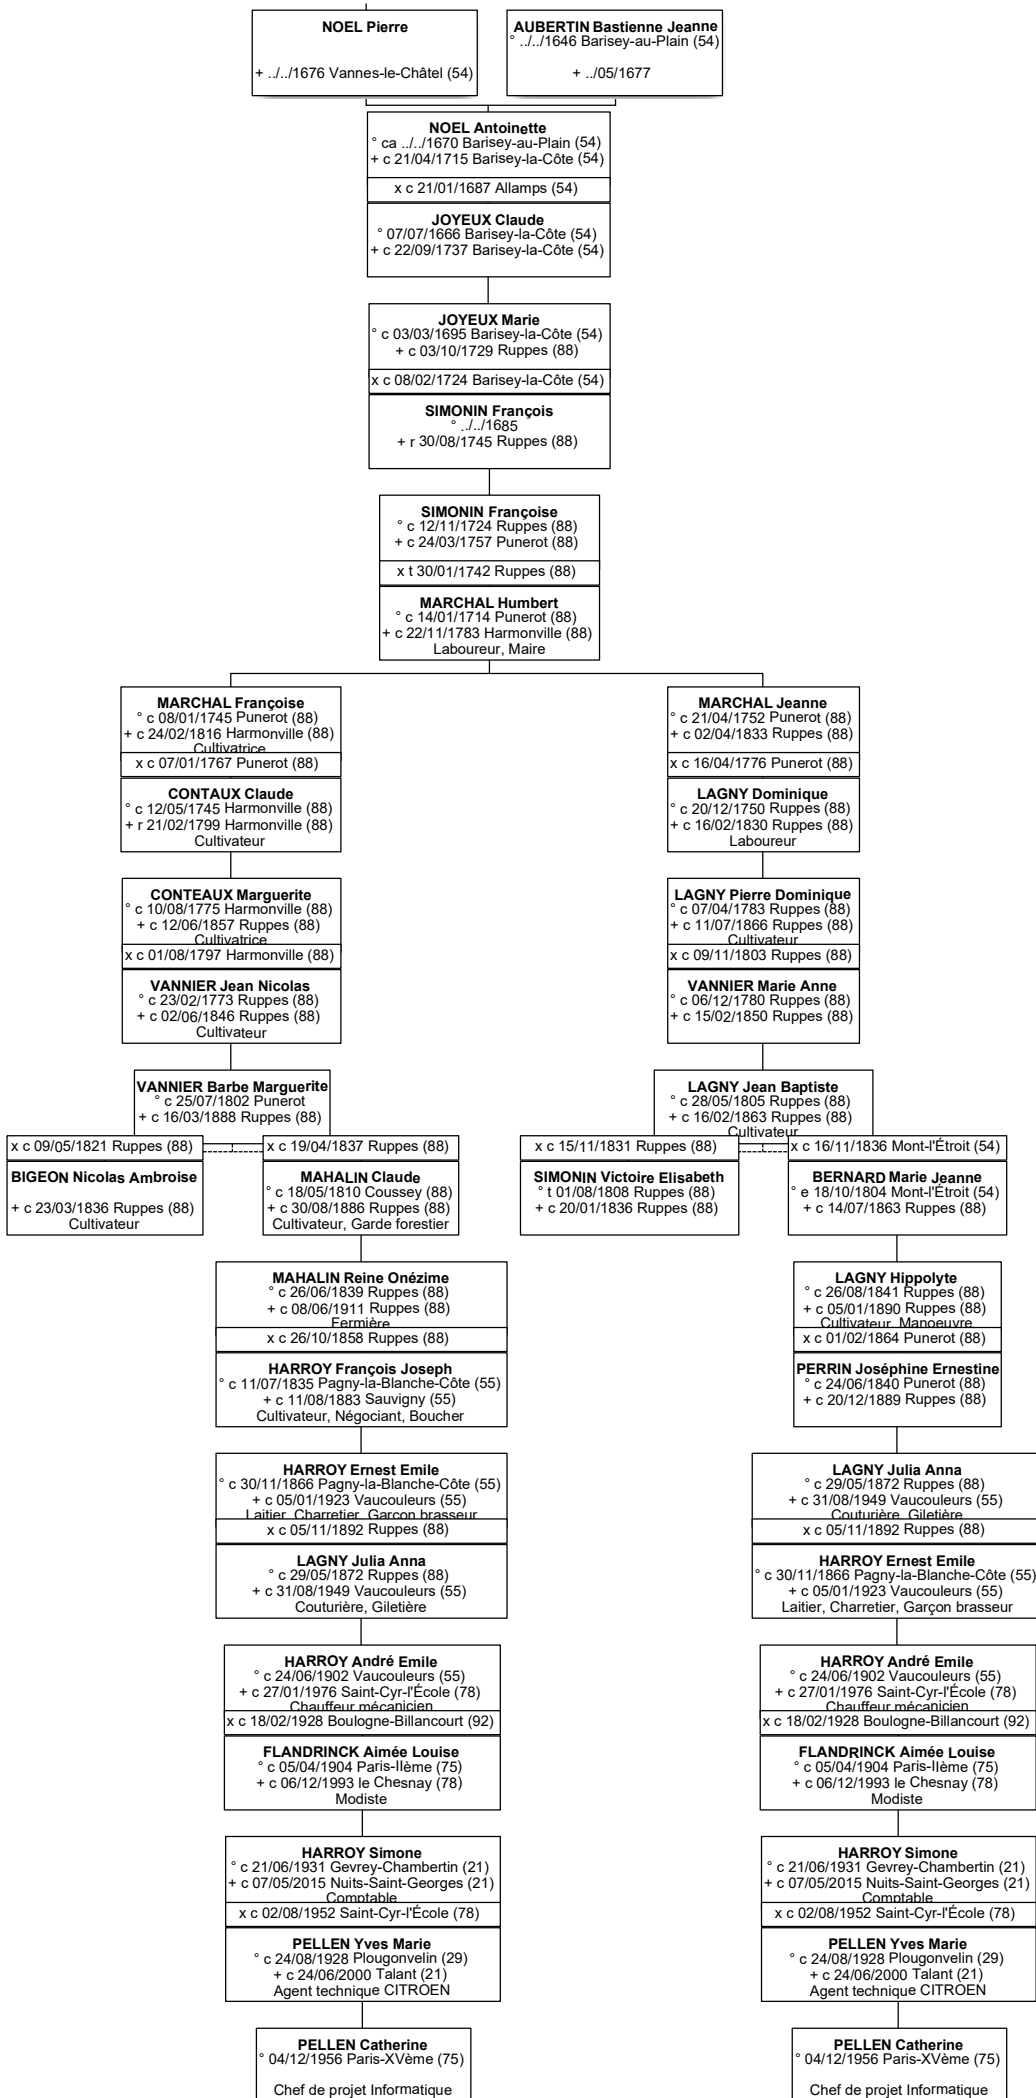 NOEL Pierre
+ ../../1676 Vannes-le-Châtel (54)
AUBERTIN Bastienne Jeanne
° ../../1646 Barisey-au-Plain (54)
+ ../05/1677
NOEL Antoinette
° ca ../../1670 Barisey-au-Plain (54)
+ c 21/04/1715 Barisey-la-Côte (54)
x c 21/01/1687 Allamps (54)
JOYEUX Claude
° 07/07/1666 Barisey-la-Côte (54)
+ c 22/09/1737 Barisey-la-Côte (54)
JOYEUX Marie
° c 03/03/1695 Barisey-la-Côte (54)
+ c 03/10/1729 Ruppes (88)
x c 08/02/1724 Barisey-la-Côte (54)
SIMONIN François
° ../../1685
+ r 30/08/1745 Ruppes (88)
SIMONIN Françoise
° c 12/11/1724 Ruppes (88)
+ c 24/03/1757 Punerot (88)
x t 30/01/1742 Ruppes (88)
MARCHAL Humbert
° c 14/01/1714 Punerot (88)
+ c 22/11/1783 Harmonville (88)
Laboureur, Maire
MARCHAL Françoise
° c 08/01/1745 Punerot (88)
+ c 24/02/1816 Harmonville (88)
Cultivatrice
x c 07/01/1767 Punerot (88)
CONTAUX Claude
° c 12/05/1745 Harmonville (88)
+ r 21/02/1799 Harmonville (88)
Cultivateur
MARCHAL Jeanne
° c 21/04/1752 Punerot (88)
+ c 02/04/1833 Ruppes (88)
x c 16/04/1776 Punerot (88)
LAGNY Dominique
° c 20/12/1750 Ruppes (88)
+ c 16/02/1830 Ruppes (88)
Laboureur
CONTEAUX Marguerite
° c 10/08/1775 Harmonville (88)
+ c 12/06/1857 Ruppes (88)
Cultivatrice
x c 01/08/1797 Harmonville (88)
VANNIER Jean Nicolas
° c 23/02/1773 Ruppes (88)
+ c 02/06/1846 Ruppes (88)
Cultivateur
LAGNY Pierre Dominique
° c 07/04/1783 Ruppes (88)
+ c 11/07/1866 Ruppes (88)
Cultivateur
x c 09/11/1803 Ruppes (88)
VANNIER Marie Anne
° c 06/12/1780 Ruppes (88)
+ c 15/02/1850 Ruppes (88)
VANNIER Barbe Marguerite
° c 25/07/1802 Punerot
+ c 16/03/1888 Ruppes (88)
x c 09/05/1821 Ruppes (88)
BIGEON Nicolas Ambroise
+ c 23/03/1836 Ruppes (88)
Cultivateur
x c 19/04/1837 Ruppes (88)
MAHALIN Claude
° c 18/05/1810 Coussey (88)
+ c 30/08/1886 Ruppes (88)
Cultivateur, Garde forestier
LAGNY Jean Baptiste
° c 28/05/1805 Ruppes (88)
+ c 16/02/1863 Ruppes (88)
Cultivateur
x c 15/11/1831 Ruppes (88)
SIMONIN Victoire Elisabeth
° t 01/08/1808 Ruppes (88)
+ c 20/01/1836 Ruppes (88)
x c 16/11/1836 Mont-l'Étroit (54)
BERNARD Marie Jeanne
° e 18/10/1804 Mont-l'Étroit (54)
+ c 14/07/1863 Ruppes (88)
MAHALIN Reine Onézime
° c 26/06/1839 Ruppes (88)
+ c 08/06/1911 Ruppes (88)
Fermière
x c 26/10/1858 Ruppes (88)
HARROY François Joseph
° c 11/07/1835 Pagny-la-Blanche-Côte (55)
+ c 11/08/1883 Sauvigny (55)
Cultivateur, Négociant, Boucher
LAGNY Hippolyte
° c 26/08/1841 Ruppes (88)
+ c 05/01/1890 Ruppes (88)
Cultivateur, Manoeuvre
x c 01/02/1864 Punerot (88)
PERRIN Joséphine Ernestine
° c 24/06/1840 Punerot (88)
+ c 20/12/1889 Ruppes (88)
HARROY Ernest Emile
° c 30/11/1866 Pagny-la-Blanche-Côte (55)
+ c 05/01/1923 Vaucouleurs (55)
Laitier, Charretier, Garçon brasseur
x c 05/11/1892 Ruppes (88)
LAGNY Julia Anna
° c 29/05/1872 Ruppes (88)
+ c 31/08/1949 Vaucouleurs (55)
Couturière, Giletière
LAGNY Julia Anna
° c 29/05/1872 Ruppes (88)
+ c 31/08/1949 Vaucouleurs (55)
Couturière, Giletière
x c 05/11/1892 Ruppes (88)
HARROY Ernest Emile
° c 30/11/1866 Pagny-la-Blanche-Côte (55)
+ c 05/01/1923 Vaucouleurs (55)
Laitier, Charretier, Garçon brasseur
HARROY André Emile
° c 24/06/1902 Vaucouleurs (55)
+ c 27/01/1976 Saint-Cyr-l'École (78)
Chauffeur mécanicien
x c 18/02/1928 Boulogne-Billancourt (92)
FLANDRINCK Aimée Louise
° c 05/04/1904 Paris-IIème (75)
+ c 06/12/1993 le Chesnay (78)
Modiste
HARROY André Emile
° c 24/06/1902 Vaucouleurs (55)
+ c 27/01/1976 Saint-Cyr-l'École (78)
Chauffeur mécanicien
x c 18/02/1928 Boulogne-Billancourt (92)
FLANDRINCK Aimée Louise
° c 05/04/1904 Paris-IIème (75)
+ c 06/12/1993 le Chesnay (78)
Modiste
HARROY Simone
° c 21/06/1931 Gevrey-Chambertin (21)
+ c 07/05/2015 Nuits-Saint-Georges (21)
Comptable
x c 02/08/1952 Saint-Cyr-l'École (78)
PELLEN Yves Marie
° c 24/08/1928 Plougonvelin (29)
+ c 24/06/2000 Talant (21)
Agent technique CITROEN
HARROY Simone
° c 21/06/1931 Gevrey-Chambertin (21)
+ c 07/05/2015 Nuits-Saint-Georges (21)
Comptable
x c 02/08/1952 Saint-Cyr-l'École (78)
PELLEN Yves Marie
° c 24/08/1928 Plougonvelin (29)
+ c 24/06/2000 Talant (21)
Agent technique CITROEN
PELLEN Catherine
° 04/12/1956 Paris-XVème (75)
Chef de projet Informatique
PELLEN Catherine
° 04/12/1956 Paris-XVème (75)
Chef de projet Informatique